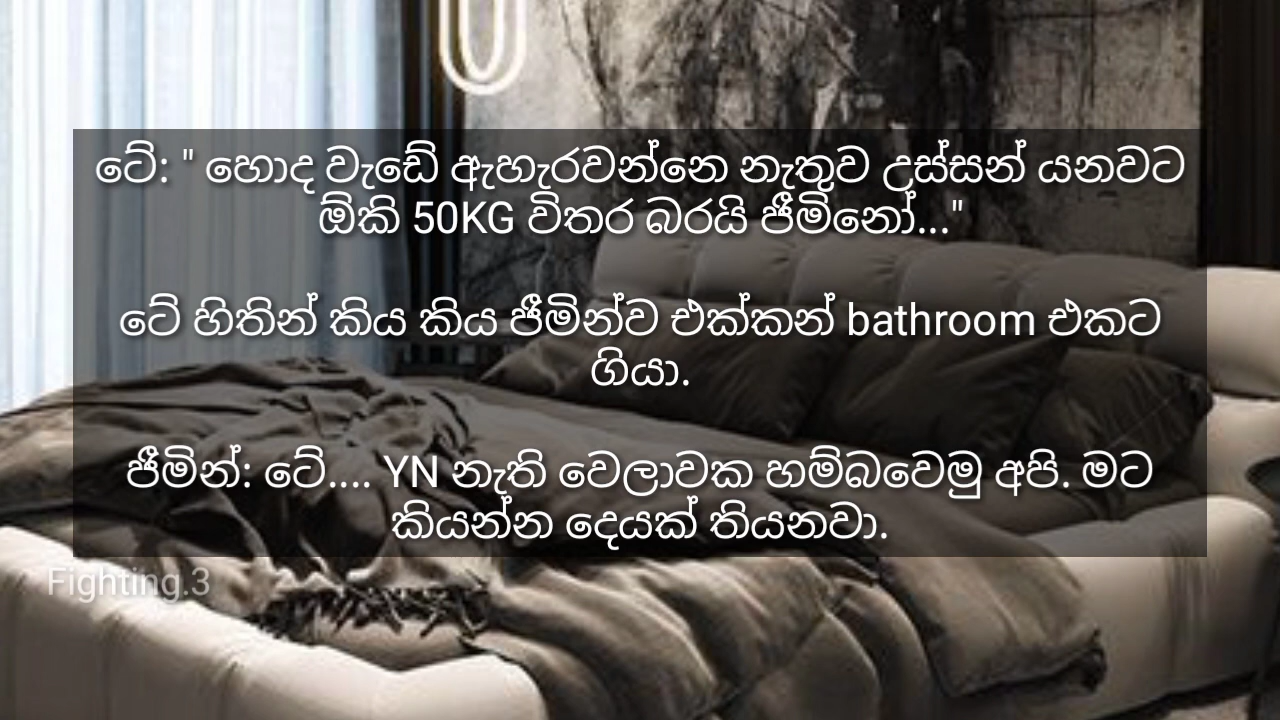 ටේ: " හොද වැඩේ ඇහැරවන්නෙ නැතුව උස්සන් යනවට
ඕකි 50KG විතර බරයි ජීමිනෝ..."
ටේ හිතින් කිය කිය ජීමින්ව එක්කන් bathroom එකට
ගියා.
ජීමින්: ටේ.... YN නැති වෙලාවක හම්බවෙමු අපි. මට
කියන්න දෙයක් තියනවා.
Fighting.3